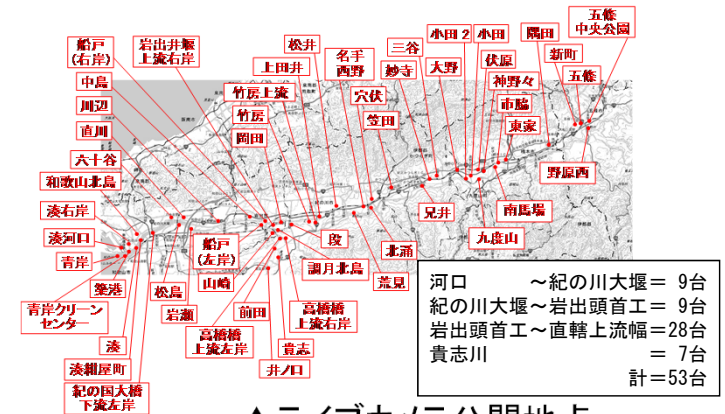 五條
中央公園
隅田
新町
五條
小田2
小田
伏原
神野々
市脇
東家
三谷
妙寺
大野
松井
名手
西野
穴伏
笠田
上田井
竹房上流
竹房
岡田
岩出井堰
上流右岸
船戸
(右岸)
中島
川辺
直川
六十谷
和歌山北島
湊右岸
湊河口
青岸
築港
青岸クリーン
センター
湊
湊紺屋町
紀の国大橋
下流左岸
松島
岩瀬
山崎
船戸
(左岸)
前田
高橋橋
上流左岸
井ノ口
貴志
高橋橋
上流右岸
調月北島
段
荒見
北涌
兄井
九度山
南馬場
野原西
河口 ~紀の川大堰= 9台
紀の川大堰~岩出頭首工= 9台
岩出頭首工~直轄上流幅=28台
貴志川 = 7台
計=53台
▲ライブカメラ公開地点